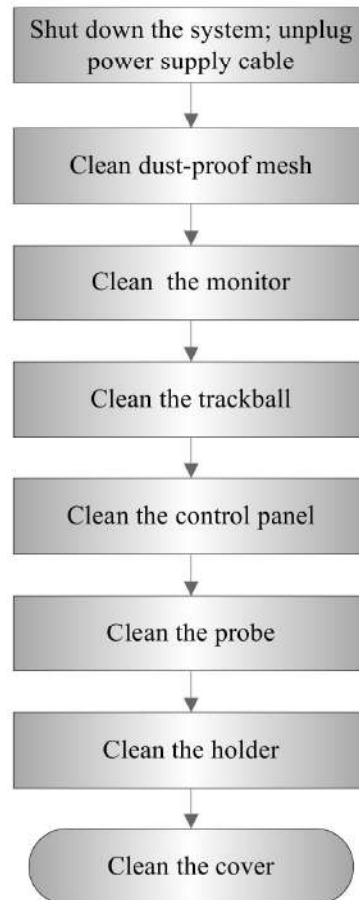 Shut down the system; unplug
power supply cable
Clean dust-proof mesh
Clean the monitor
Clean the trackball
Clean the control panel
Clean the probe
Clean the holder
Clean the cover